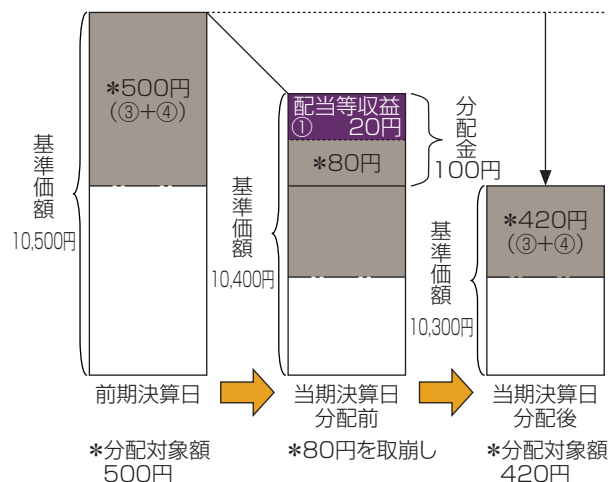 *500円
(③+④)
基準価額
10,500円
前期決算日
*分配対象額
500円
配当等収益
① 20円
*80円
分配金
100円
基準価額
10,400円
当期決算日
分配前
*80円を取崩し
*420円
(③+④)
基準価額
10,300円
当期決算日
分配後
*分配対象額
420円